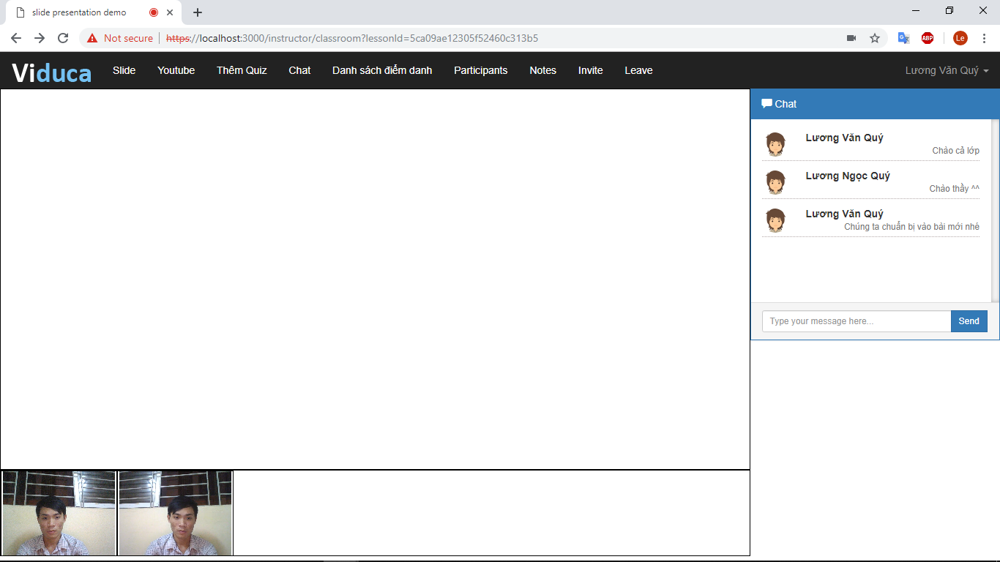 slide presentation demo
Not secure https://localhost:3000/instructor/classroom?lessonId=5ca09ae12305f52460c313b5
ABP
Le
Viduca Slide Youtube Thêm Quiz Chat Danh sách điểm danh Participants Notes Invite Leave Lương Văn Quý
Chat
Lương Văn Quý
Chào cả lớp
Lương Ngọc Quý
Chào thầy ^^
Lương Văn Quý
Chúng ta chuẩn bị vào bài mới nhé
Type your message here... Send